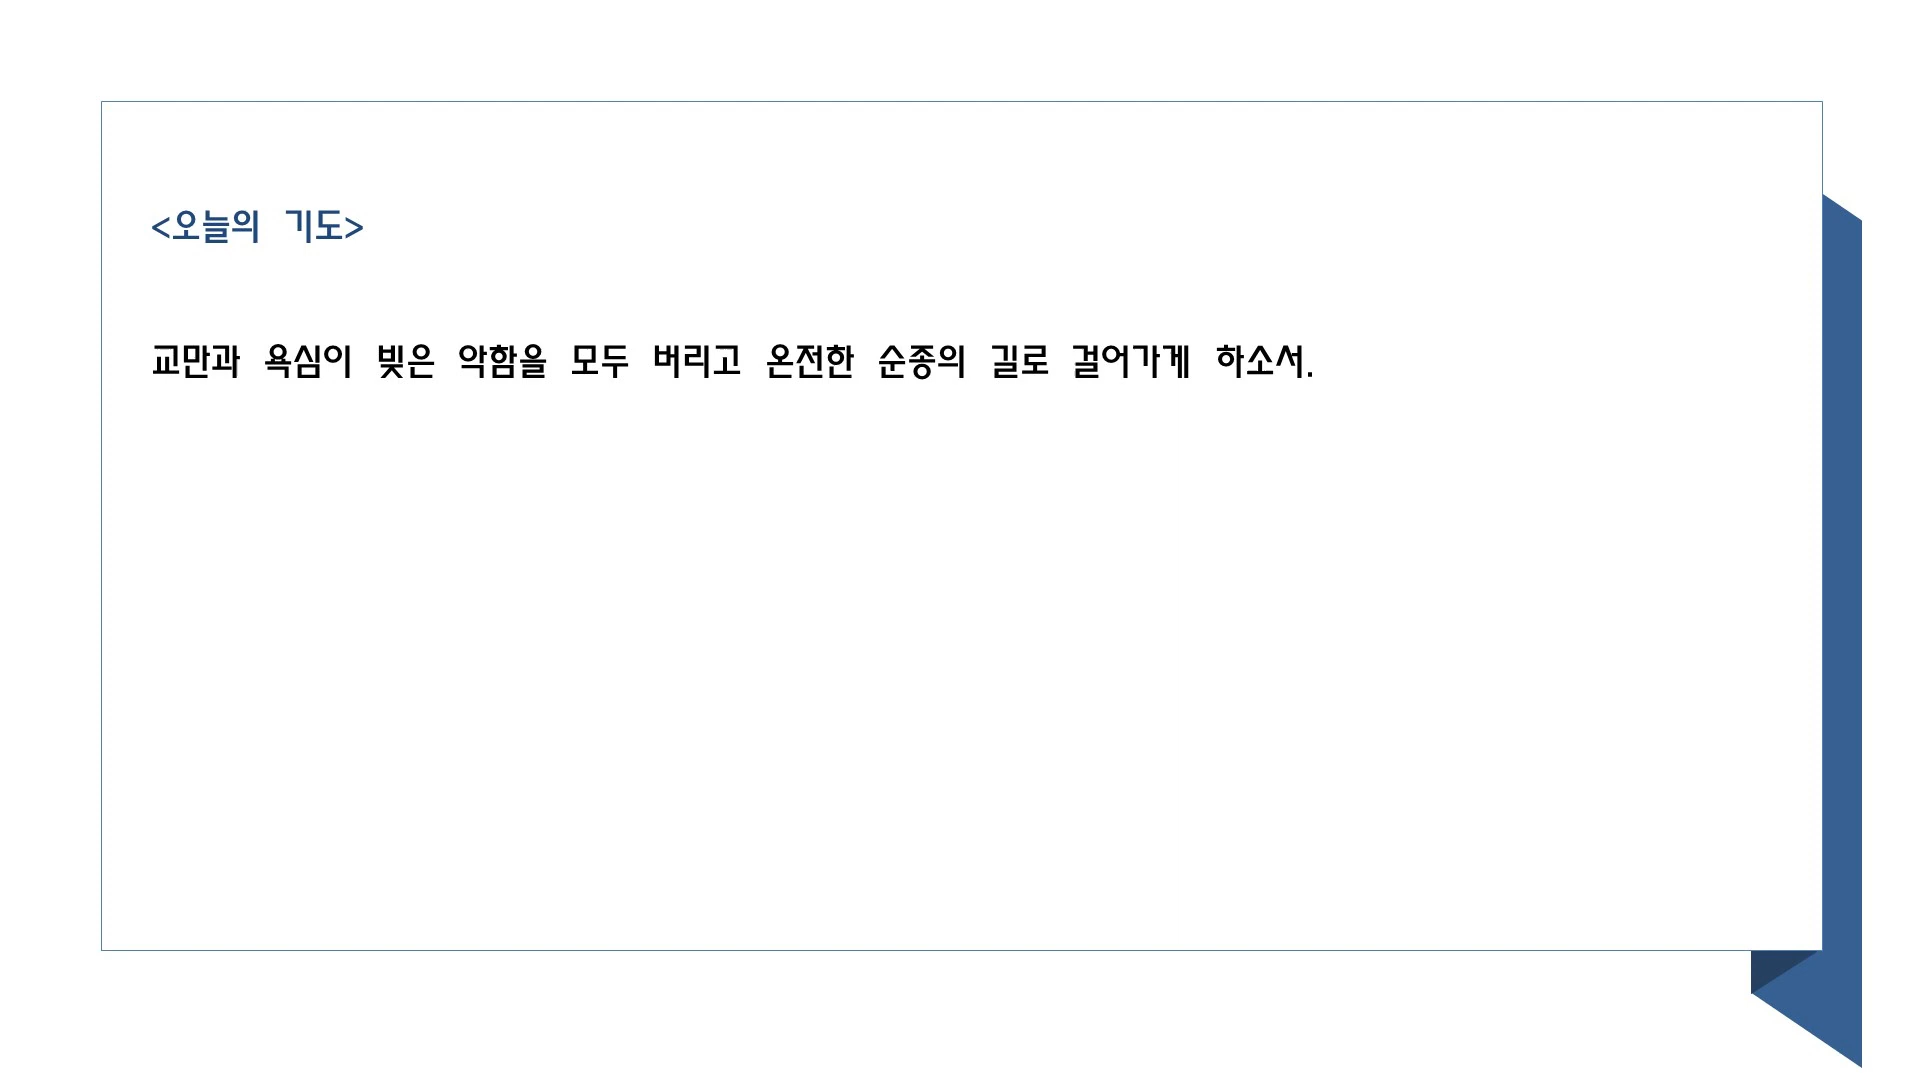 <오늘의 기도>
교만과 욕심이 빚은 악함을 모두 버리고 온전한 순종의 길로 걸어가게 하소서.